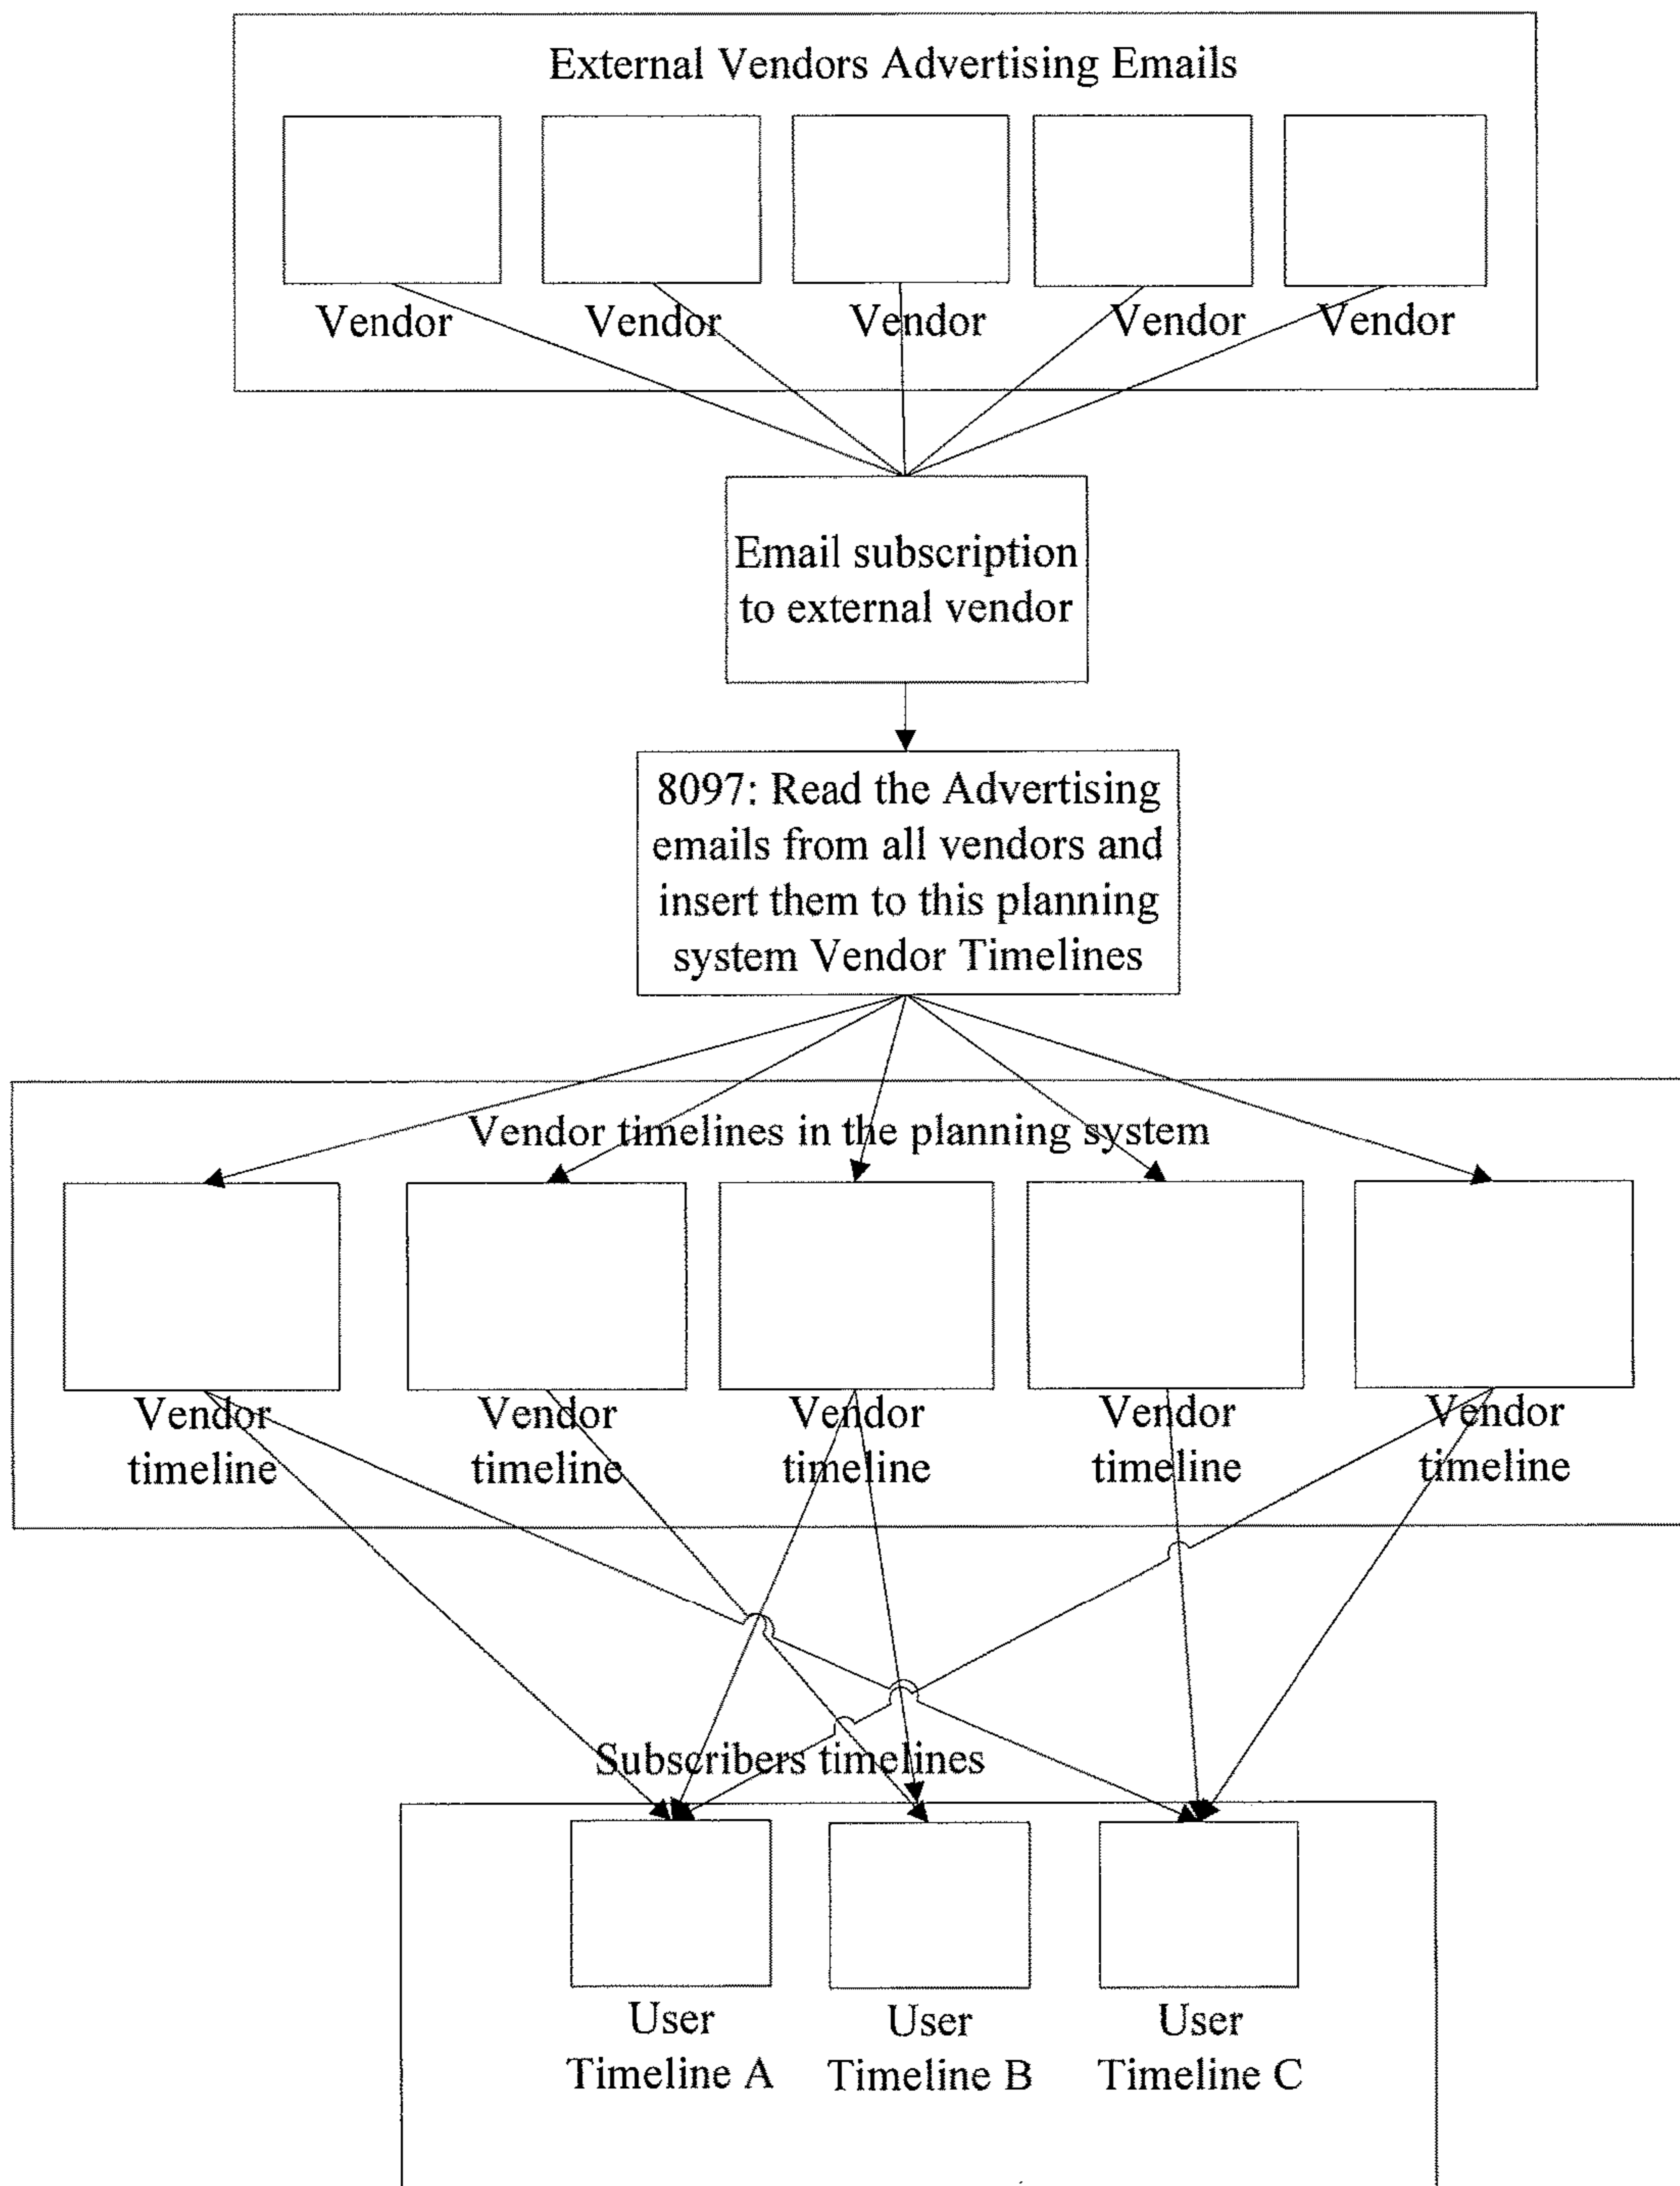 External Vendors Advertising Emails
Vendor Vendor Vendor Vendor Vendor
Email subscription
to external vendor
8097: Read the Advertising
emails from all vendors and
insert them to this planning
system Vendor Timelines
Vendor timelines in the planning system
Vendor Vendor Vendor Vendor Vendor
timeline timeline timeline timeline timeline
Subscribers timelines
User User User
Timeline A Timeline B Timeline C